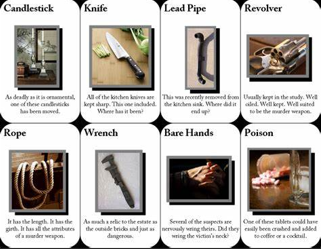 Candlestick
As deadly as it is ornamental,
one of these candlesticks
has been moved.
Knife
All of the kitchen knives are
kept sharp. This one included.
Where has it been?
Lead Pipe
This was recently removed from
the kitchen sink. Where did it
end up?
Revolver
Usually kept in the study. Well
oiled. Well kept. Well suited
to be the murder weapon.
Rope
It has the length. It has the
girth. It has all the attributes
of a murder weapon.
Wrench
As much a relic to the estate as
the outside bricks and just as
dangerous.
Bare Hands
Several of the suspects are
nervously wring theirs. Did they
wring the victim's neck?
Poison
One of these tablets could have
easily been crushed and added
to coffee or a cocktail.